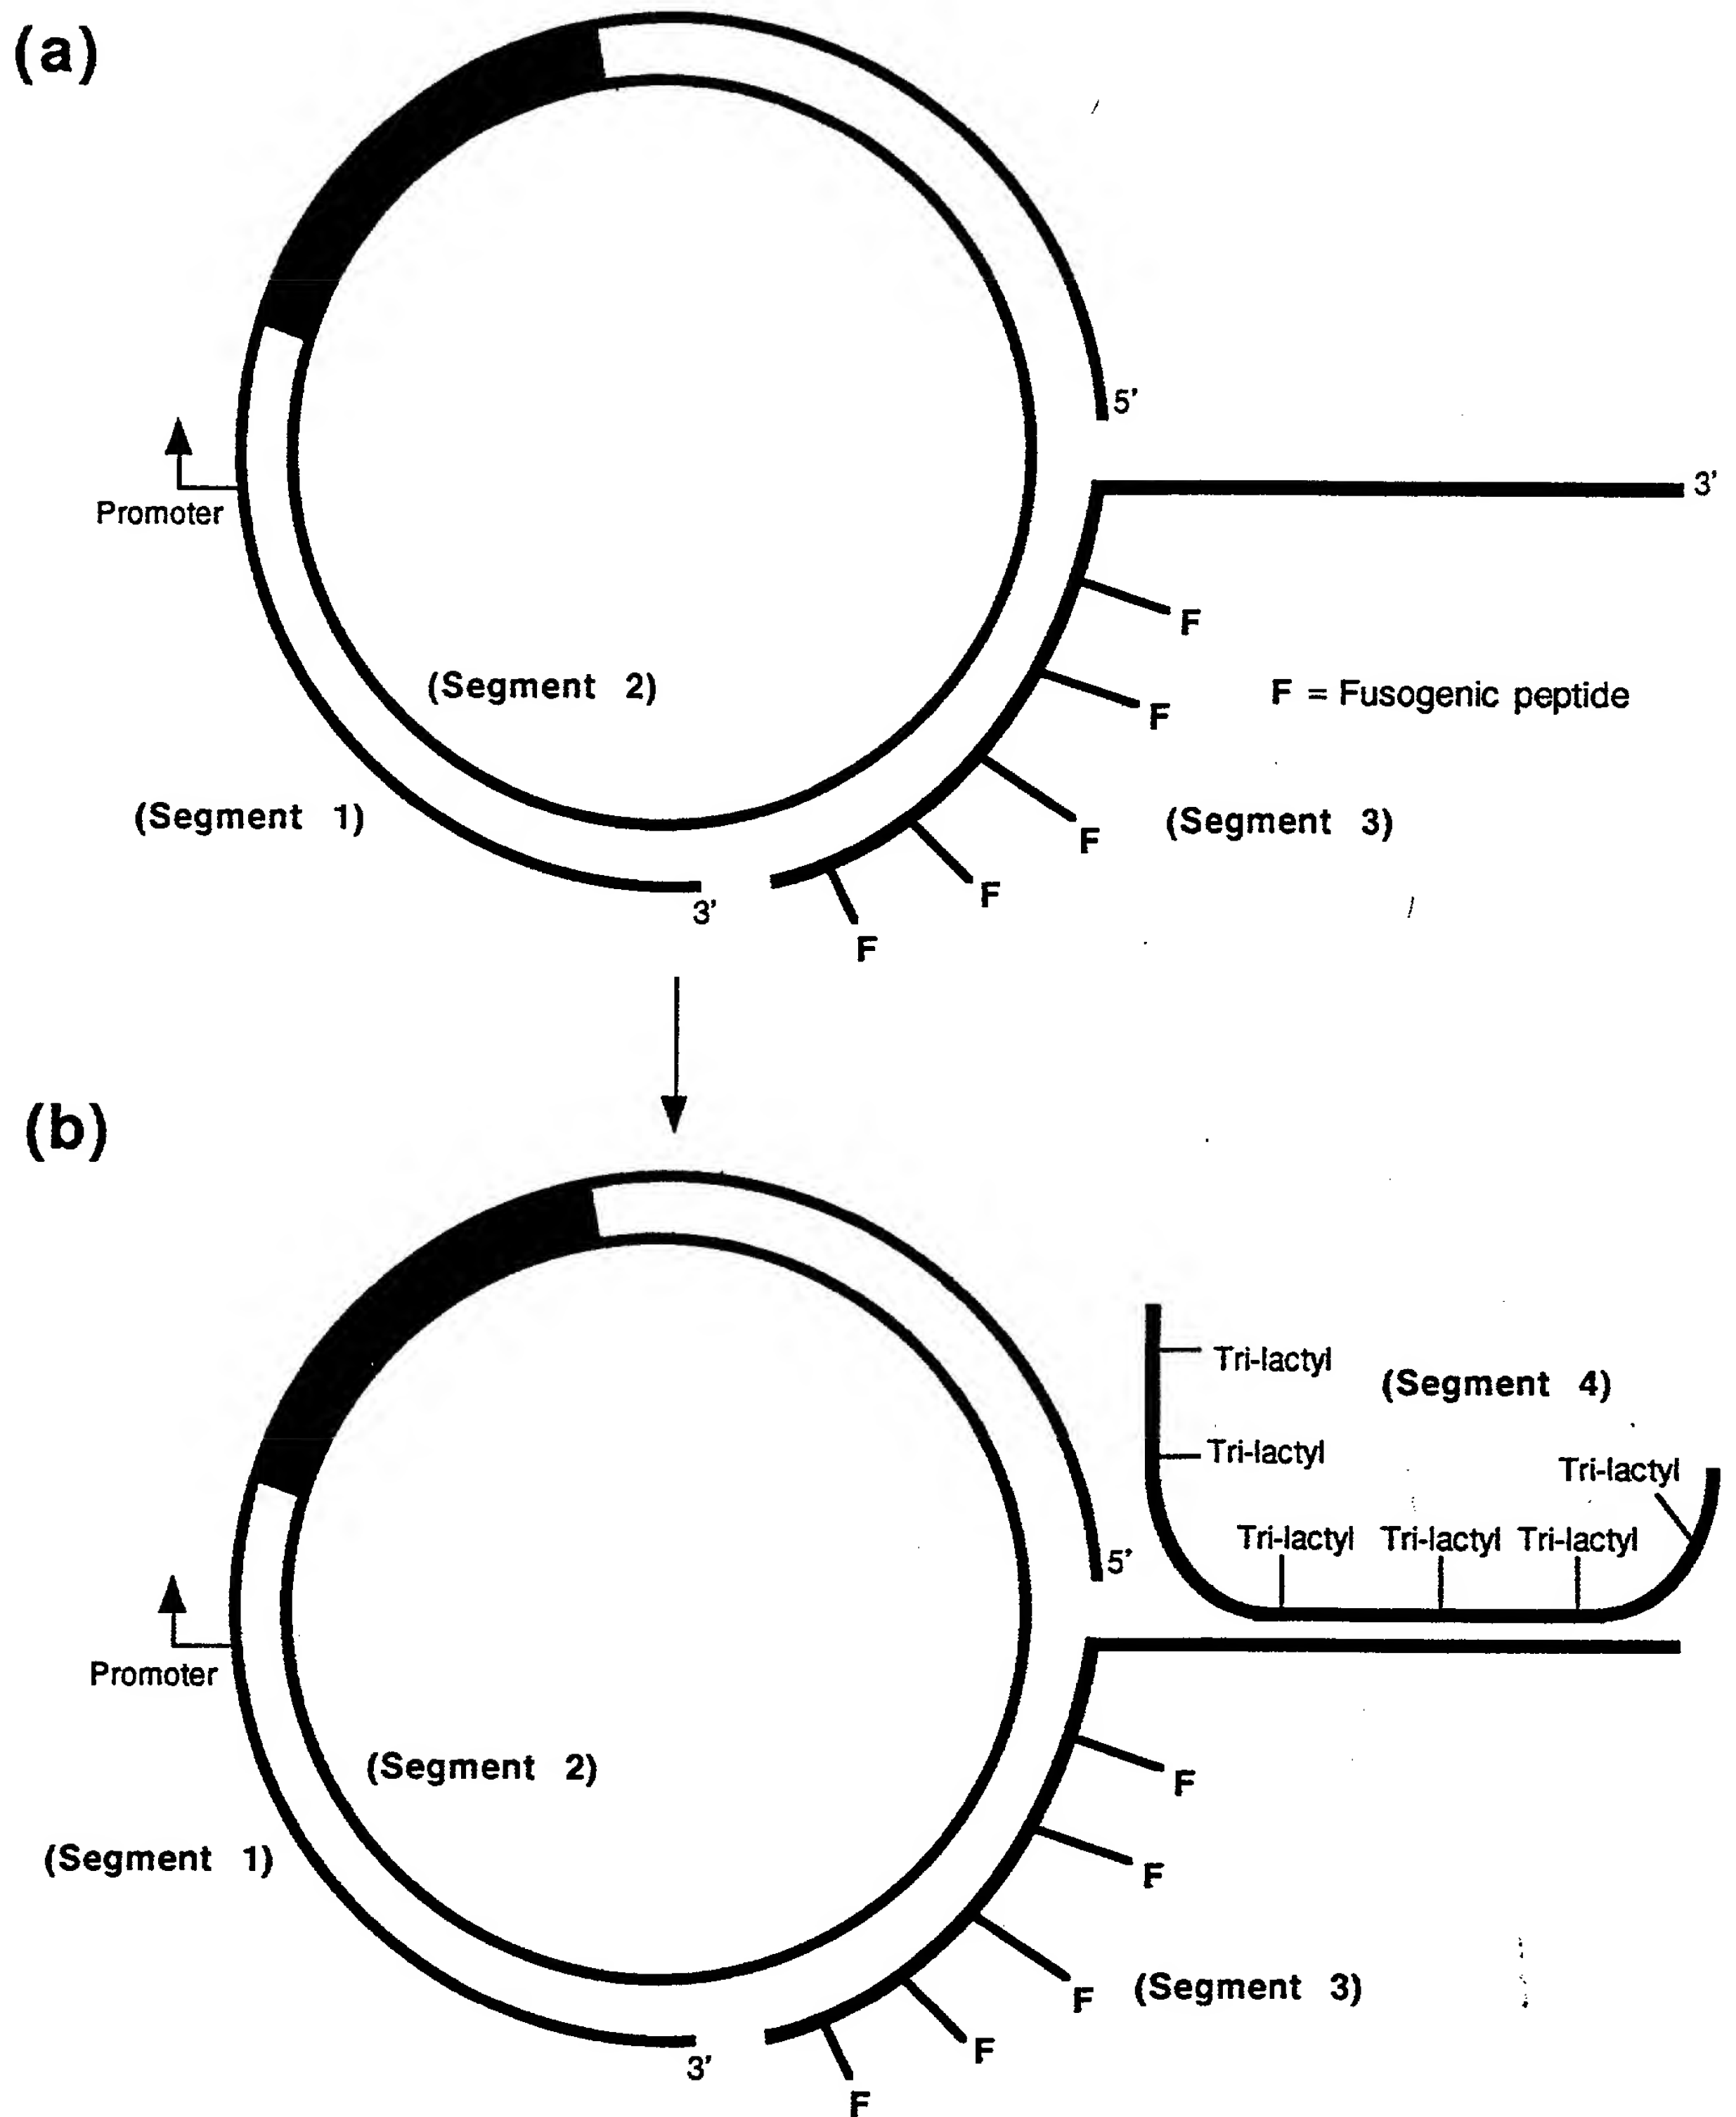 (a)
5'
3'
Promoter
F
F
(Segment 2)
F = Fusogenic peptide
(Segment 1)
F
(Segment 3)
F
3'
F
(b)
Tri-lactyl
(Segment 4)
Tri-lactyl
Tri-lactyl
Tri-lactyl Tri-lactyl Tri-lactyl
5'
Promoter
(Segment 2)
F
(Segment 1)
F
F
(Segment 3)
F
3'
F